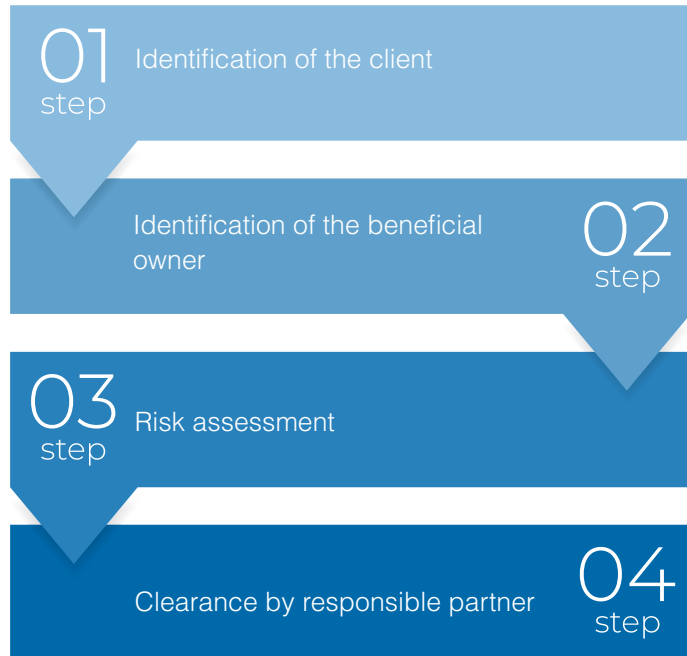 01
step
Identification of the client
Identification of the beneficial
owner
02
step
03
step
Risk assessment
Clearance by responsible partner
04
step